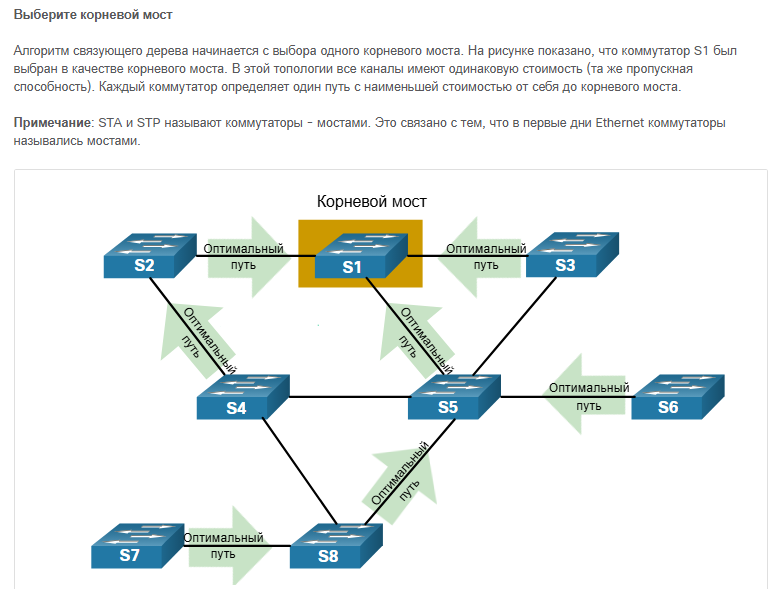 Выберите корневой мост
Алгоритм связующего дерева начинается с выбора одного корневого моста. На рисунке показано, что коммутатор S1 был
выбран в качестве корневого моста. В этой топологии все каналы имеют одинаковую стоимость (та же пропускная
способность). Каждый коммутатор определяет один путь с наименьшей стоимостью от себя до корневого моста.
Примечание: STA и STP называют коммутаторы - мостами. Это связано с тем, что в первые дни Ethernet коммутаторы
назывались мостами.
Корневой мост
S2
Оптимальный
путь
S1
Оптимальный
путь
S3
Оптимальный
путь
Оптимальный
путь
S4
S5
Оптимальный
путь
S6
Оптимальный
путь
S7
Оптимальный
путь
S8